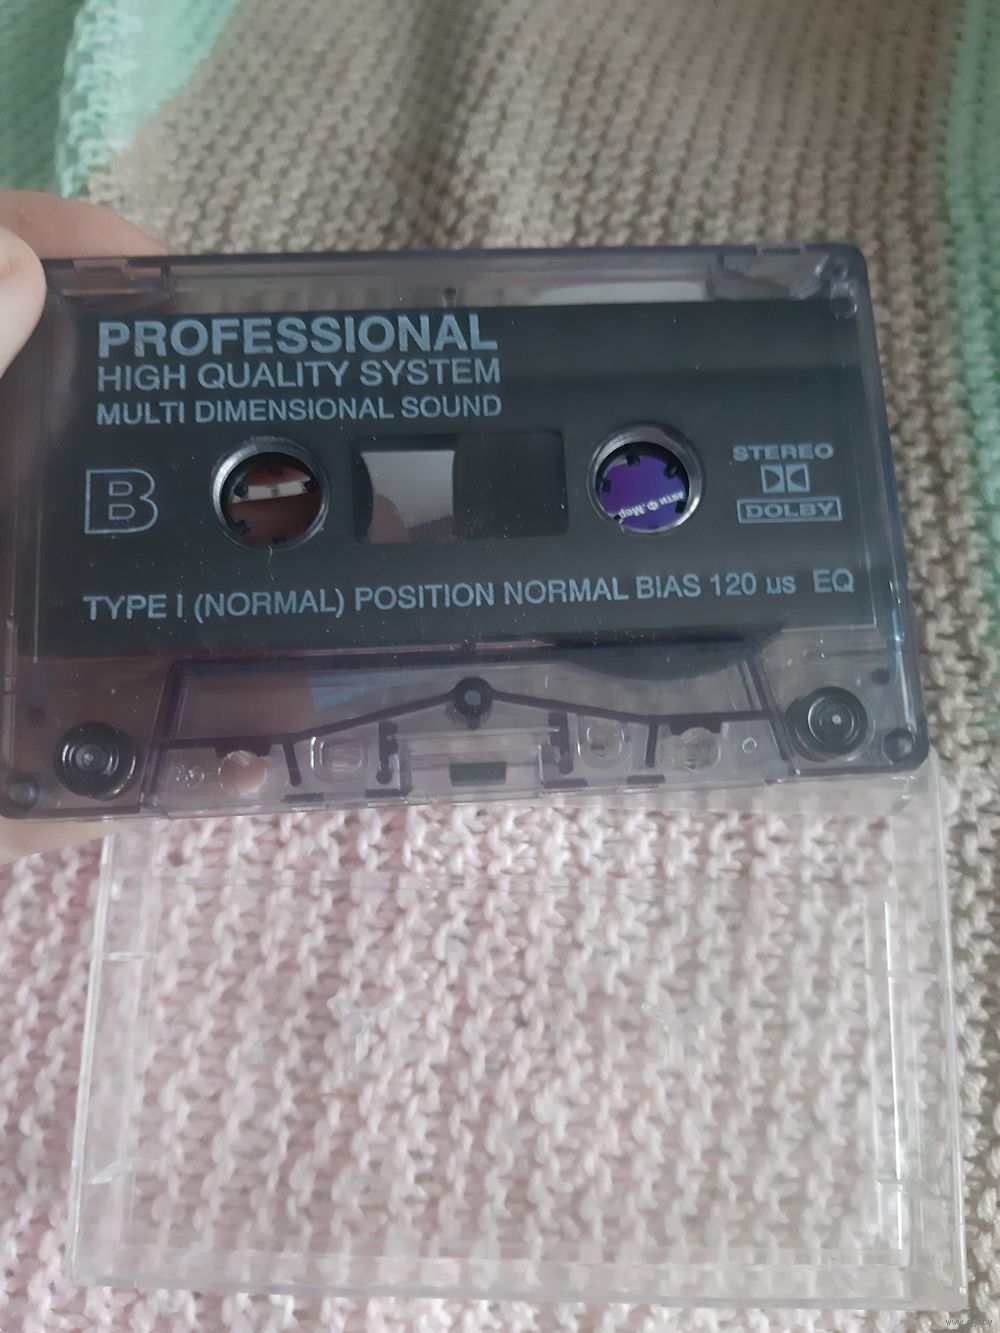 PROFESSIONAL
HIGH QUALITY SYSTEM
MULTI DIMENSIONAL SOUND
B
STEREO
DOLBY
TYPE I (NORMAL) POSITION NORMAL BIAS 120 us EQ